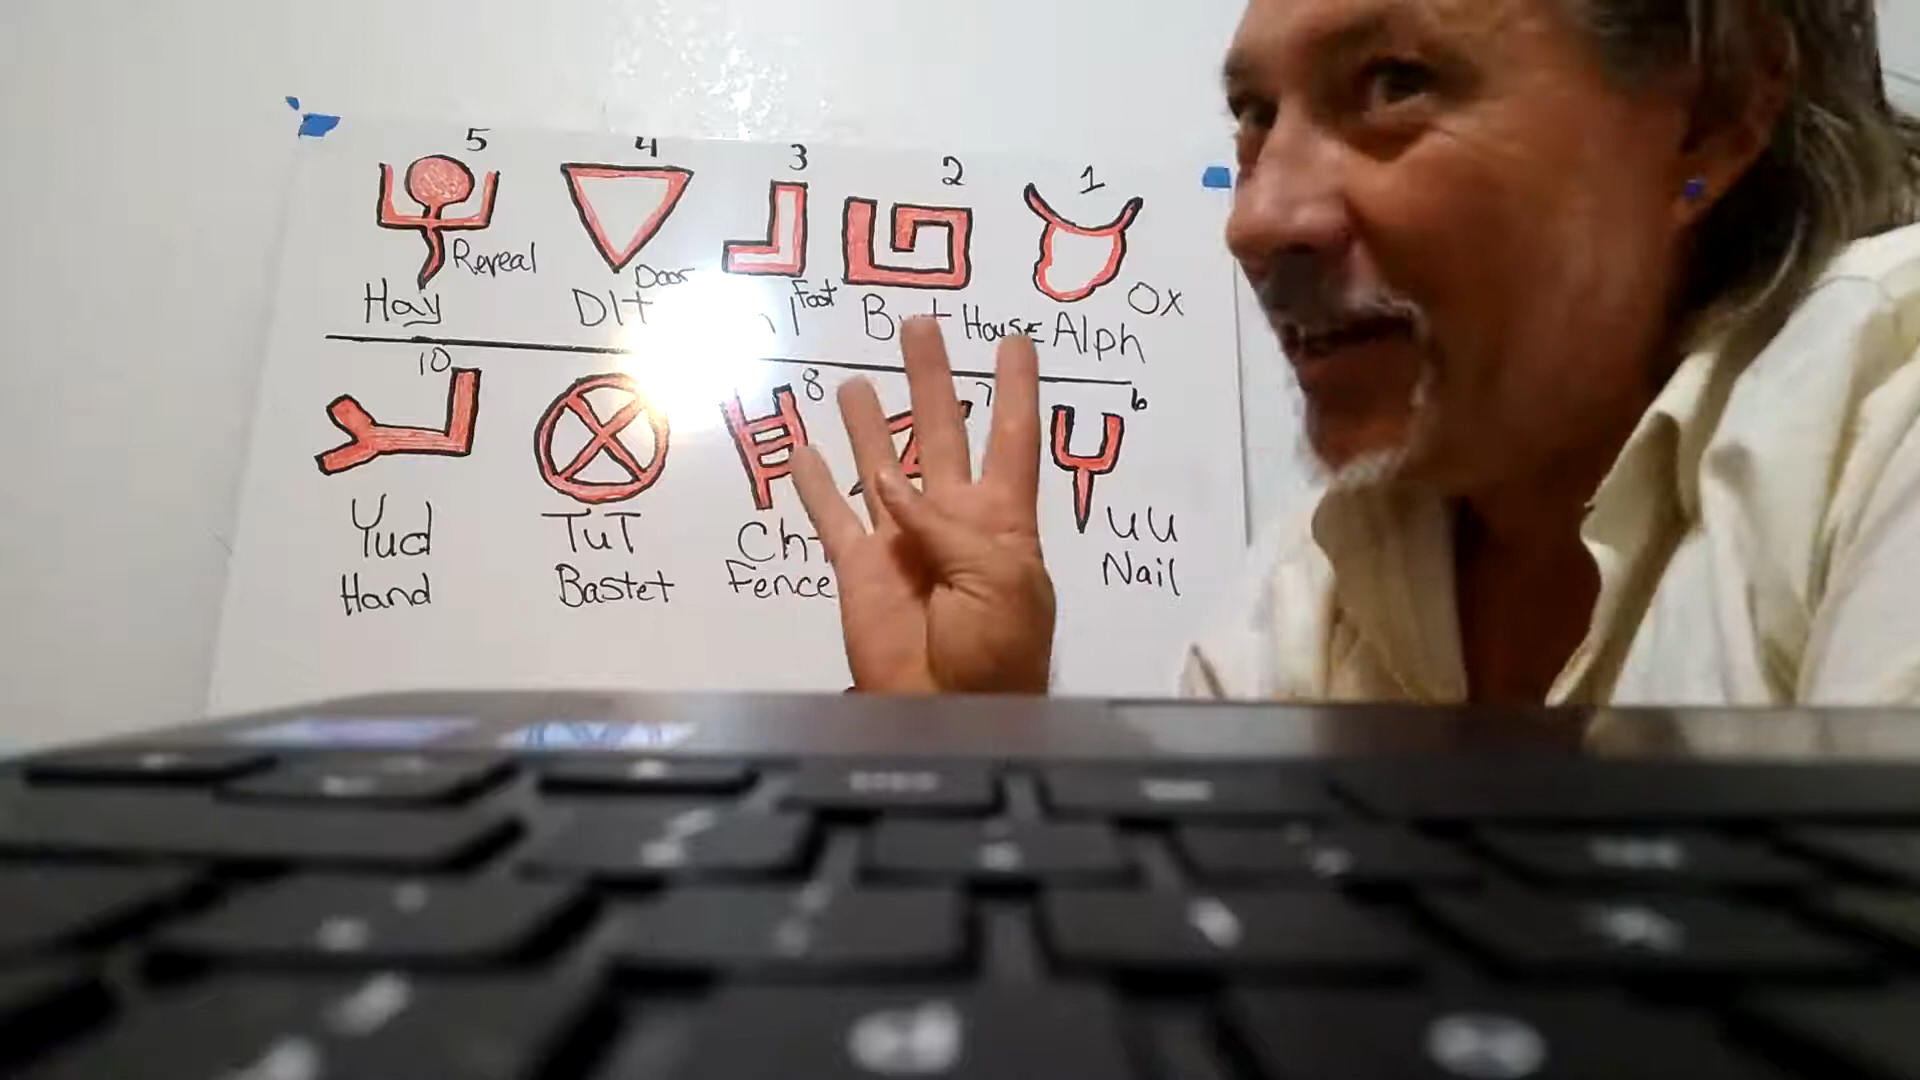 5 4 3 2 1
Reveal
Hay
Door
Dlt
Foot
House
Ox
Alph
10 8 7 6
Yud
Hand
TuT
Bastet
Fence
uu
Nail